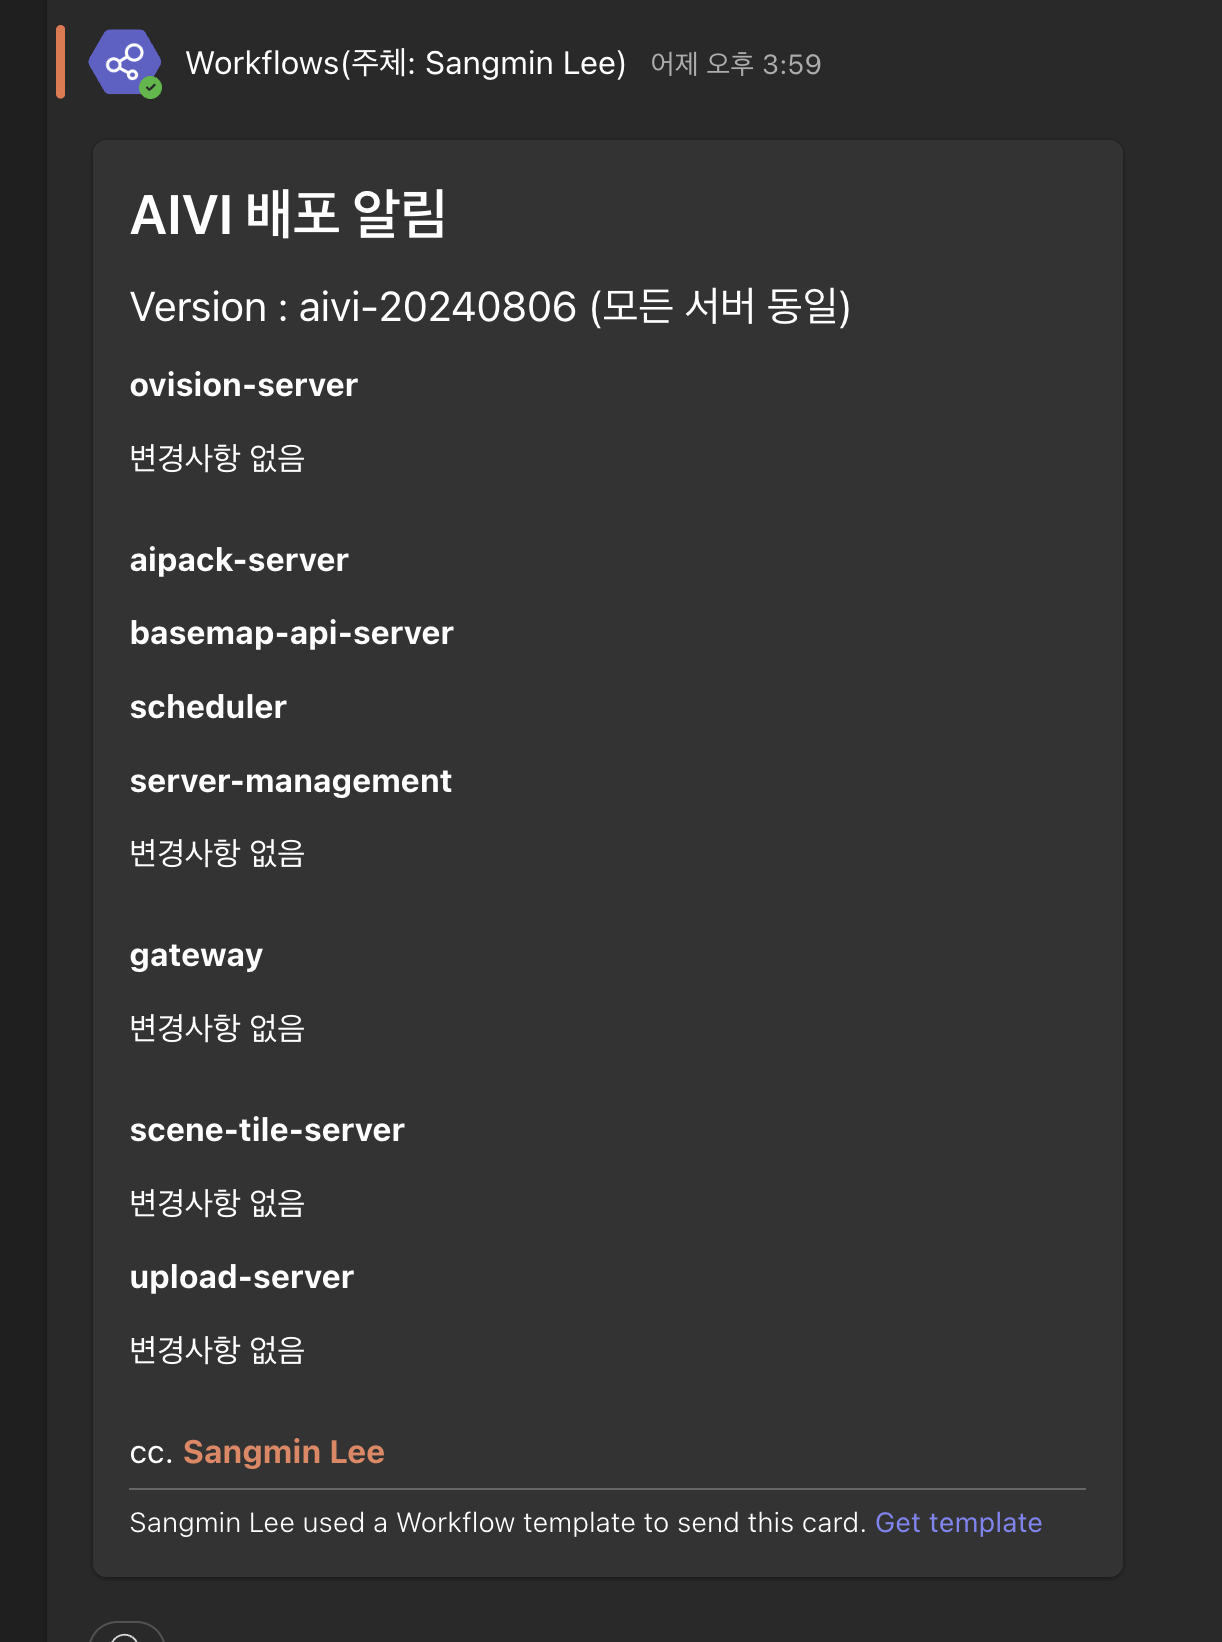 Workflows(주체: Sangmin Lee) 어제 오후 3:59
AIVI 배포 알림
Version : aivi-20240806 (모든 서버 동일)
ovision-server
변경사항 없음
aipack-server
basemap-api-server
scheduler
server-management
변경사항 없음
gateway
변경사항 없음
scene-tile-server
변경사항 없음
upload-server
변경사항 없음
cc. Sangmin Lee
Sangmin Lee used a Workflow template to send this card. Get template